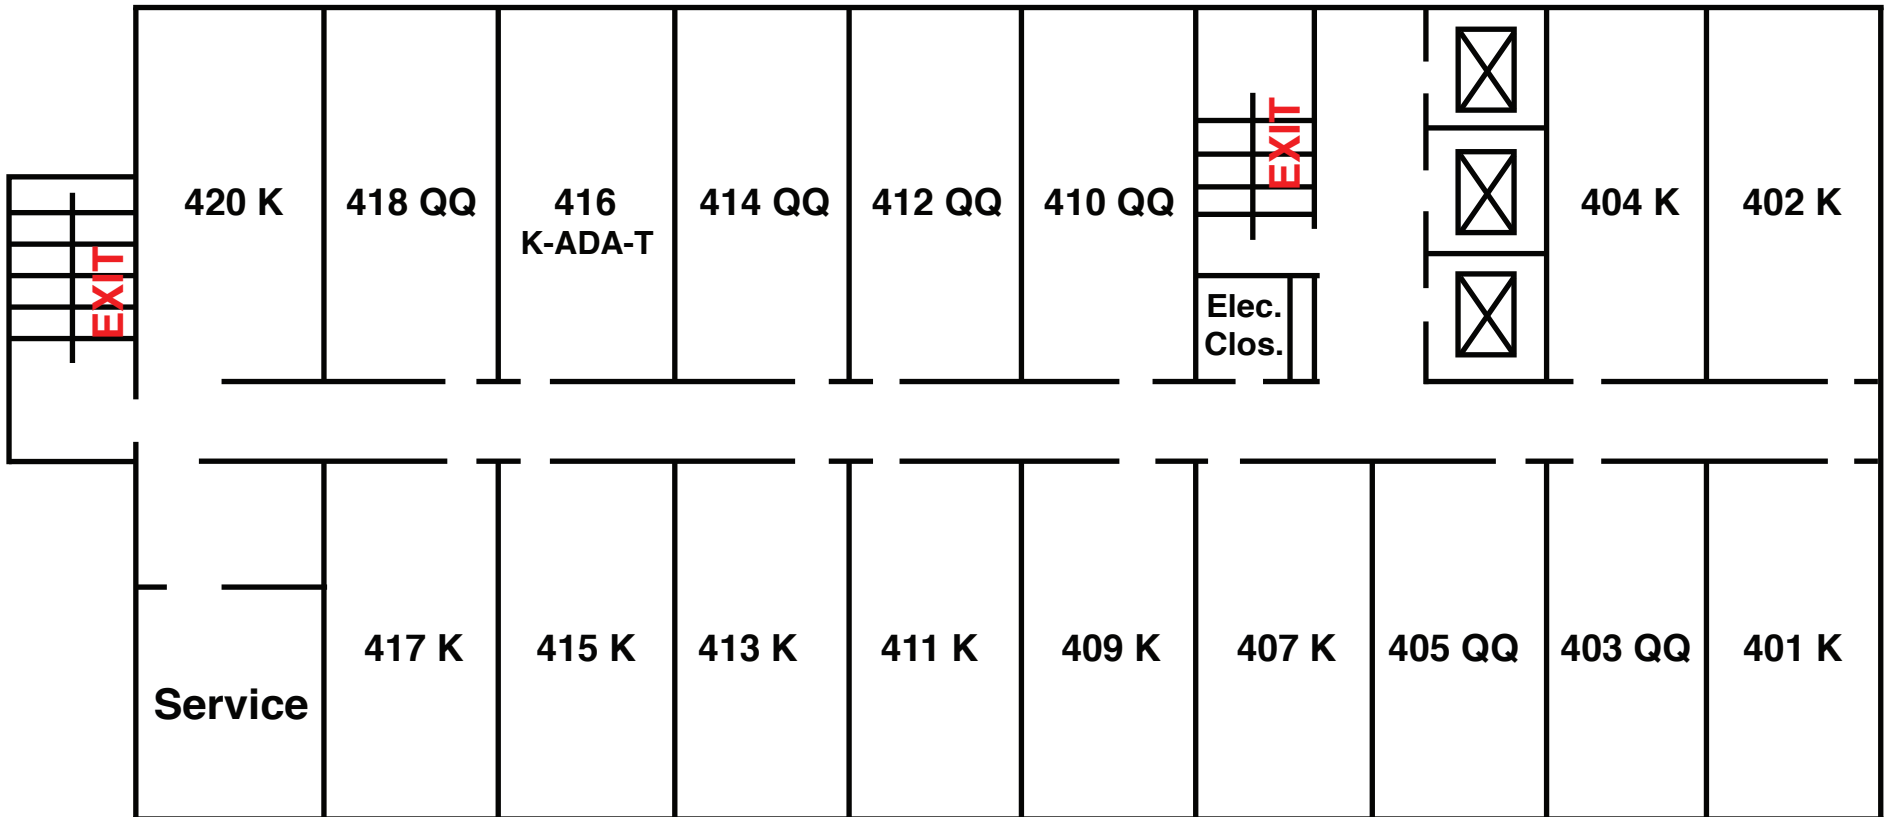 EXIT
420 K
418 QQ
416
K-ADA-T
414 QQ
412 QQ
410 QQ
EXIT
Elec.
Clos.
404 K
402 K
Service
417 K
415 K
413 K
411 K
409 K
407 K
405 QQ
403 QQ
401 K